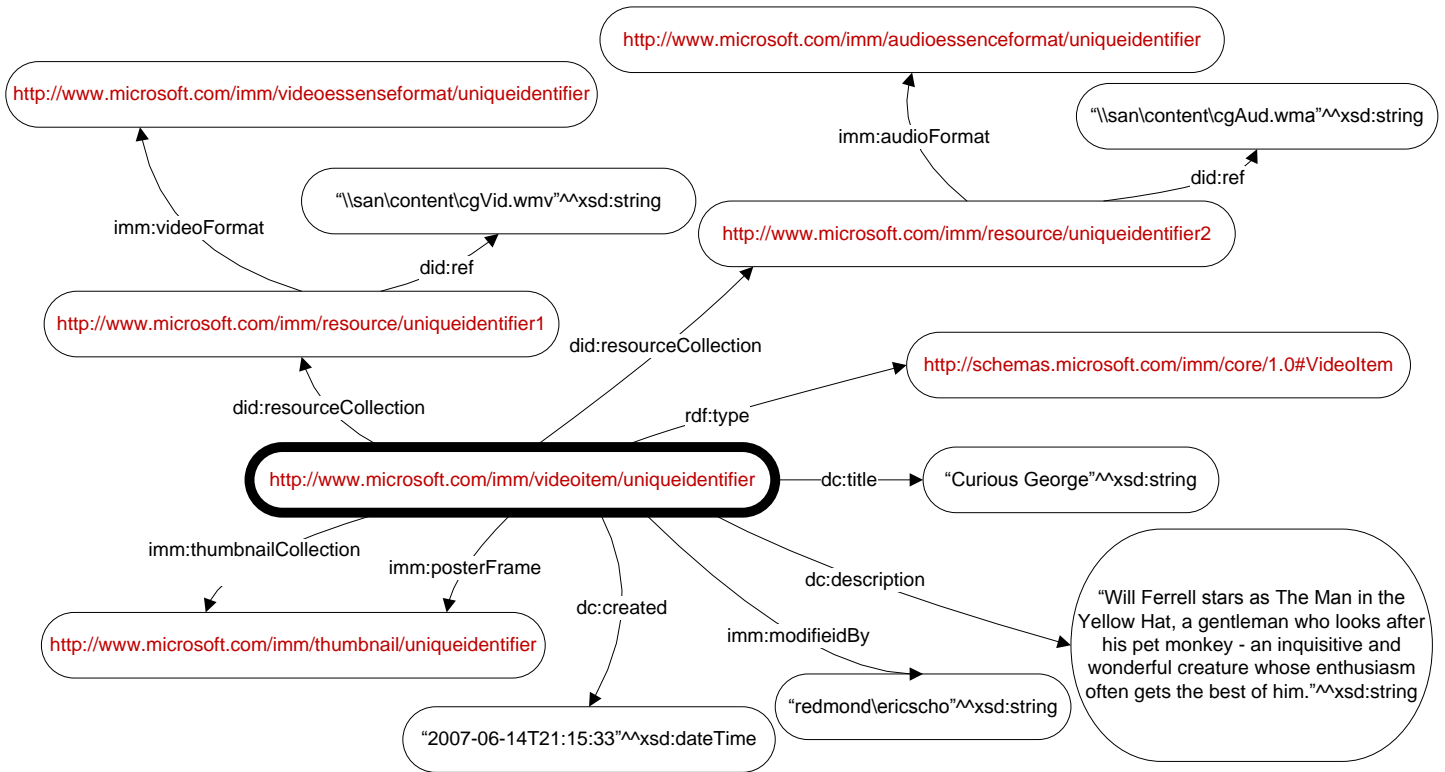 http://www.microsoft.com/imm/audioessenceformat/uniqueidentifier
http://www.microsoft.com/imm/videoessenseformat/uniqueidentifier
“\\san\content\cgAud.wma”^^xsd:string
imm:audioFormat
did:ref
“\\san\content\cgVid.wmv”^^xsd:string
imm:videoFormat
http://www.microsoft.com/imm/resource/uniqueidentifier2
did:ref
http://www.microsoft.com/imm/resource/uniqueidentifier1
did:resourceCollection
http://schemas.microsoft.com/imm/core/1.0#VideoItem
did:resourceCollection
rdf:type
http://www.microsoft.com/imm/videoitem/uniqueidentifier
dc:title
“Curious George”^^xsd:string
imm:thumbnailCollection
imm:posterFrame
dc:created
imm:modifieidBy
dc:description
“Will Ferrell stars as The Man in the
Yellow Hat, a gentleman who looks after
his pet monkey - an inquisitive and
wonderful creature whose enthusiasm
often gets the best of him.”^^xsd:string
http://www.microsoft.com/imm/thumbnail/uniqueidentifier
“redmond\ericscho”^^xsd:string
“2007-06-14T21:15:33”^^xsd:dateTime